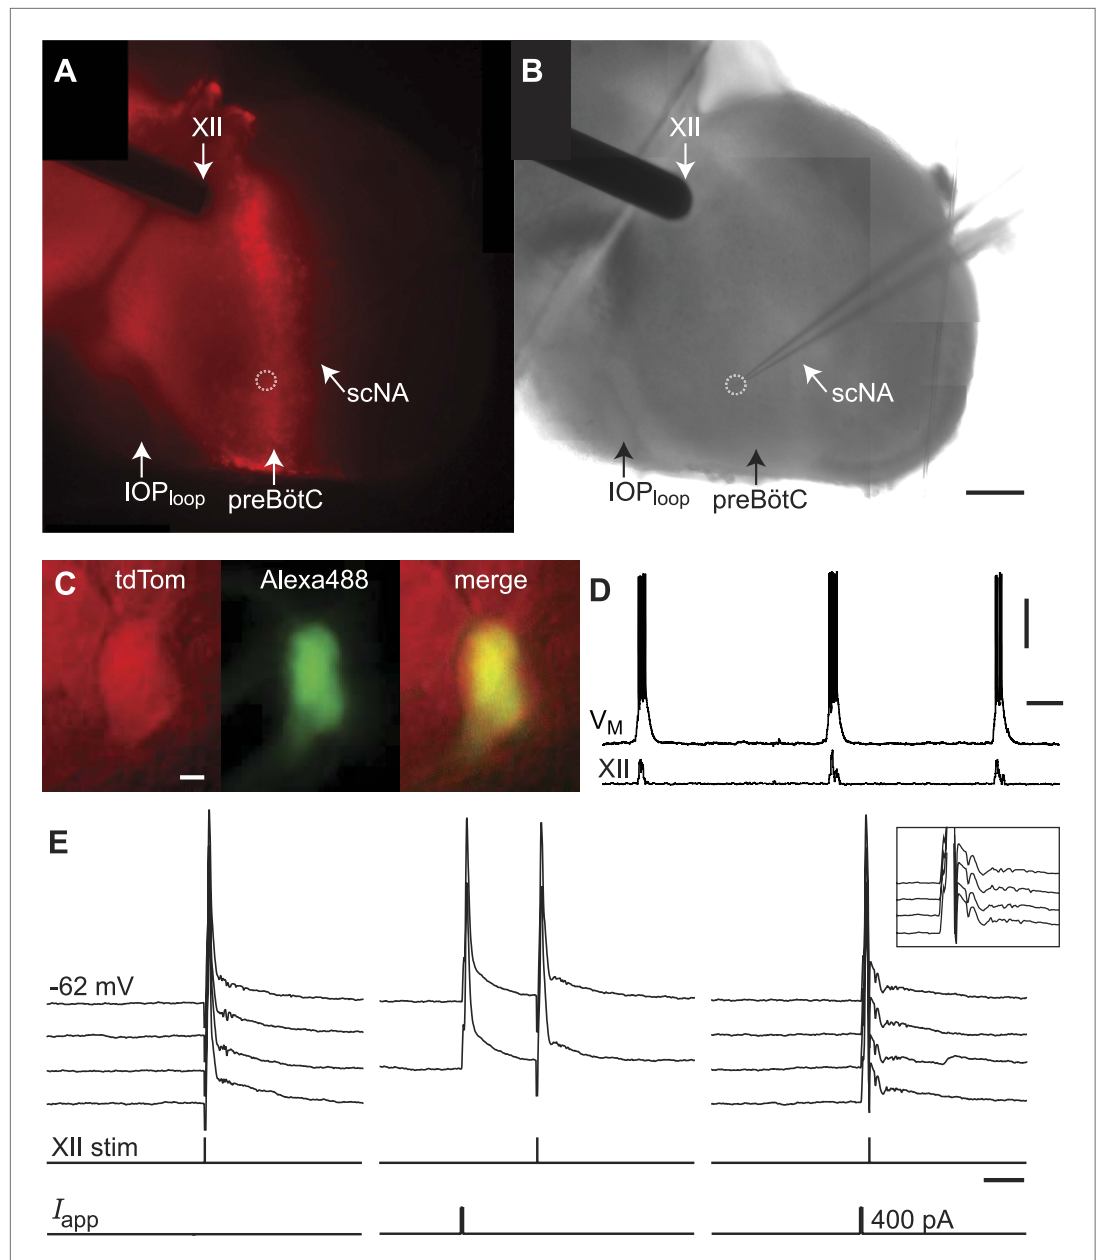 A
XII
scNA
IOPloop
preBötC
B
XII
scNA
IOPloop
preBötC
C
tdTom
Alexa488
merge
D
VM
XII
E
-62 mV
XII stim
Iapp
400 pA